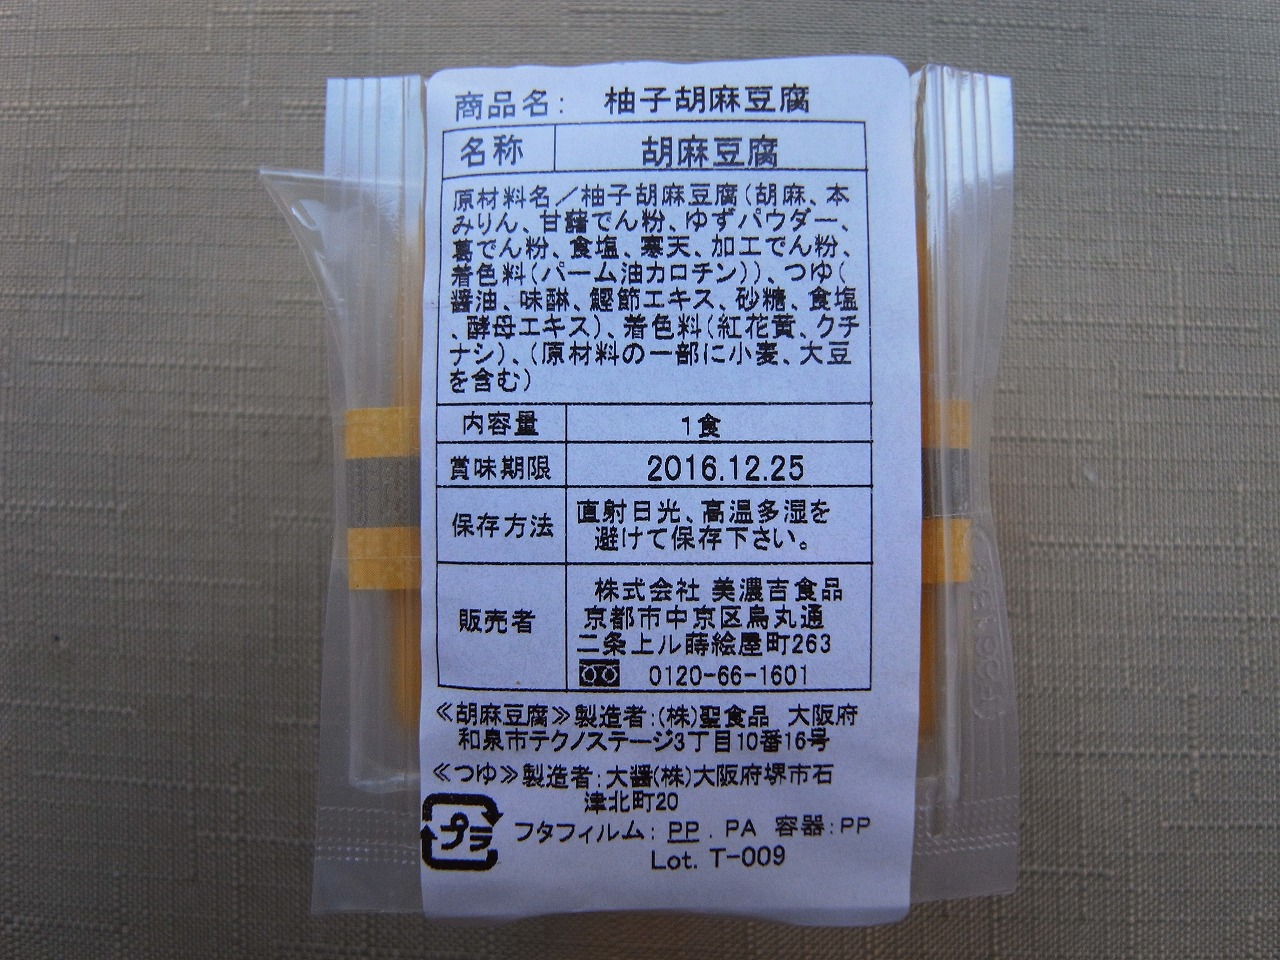 商品名： 柚子胡麻豆腐
名称 胡麻豆腐
原材料名／柚子胡麻豆腐（胡麻、本
みりん、甘藷でん粉、ゆずパウダー、
葛でん粉、食塩、寒天、加工でん粉、
着色料（パーム油カロチン））、つゆ（
醤油、味醂、鰹節エキス、砂糖、食塩
、酵母エキス）、着色料（紅花黄、クチ
ナシ）、（原材料の一部に小麦、大豆
を含む）
内容量 1食
賞味期限 2016.12.25
保存方法 直射日光、高温多湿を
避けて保存下さい。
販売者 株式会社 美濃吉食品
京都市中京区烏丸通
二条上ル蒔絵屋町263
0120-66-1601
≪胡麻豆腐≫製造者：（株）聖食品 大阪府
和泉市テクノステージ3丁目10番16号
≪つゆ≫製造者：大醤（株）大阪府堺市石
津北町20
プラ フタフィルム：PP．PA 容器：PP
Lot. T-009